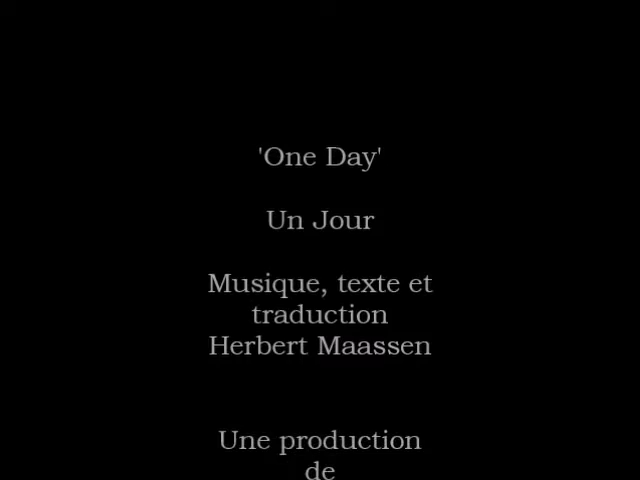 'One Day'
Un Jour
Musique, texte et
traduction
Herbert Maassen
Une production
de